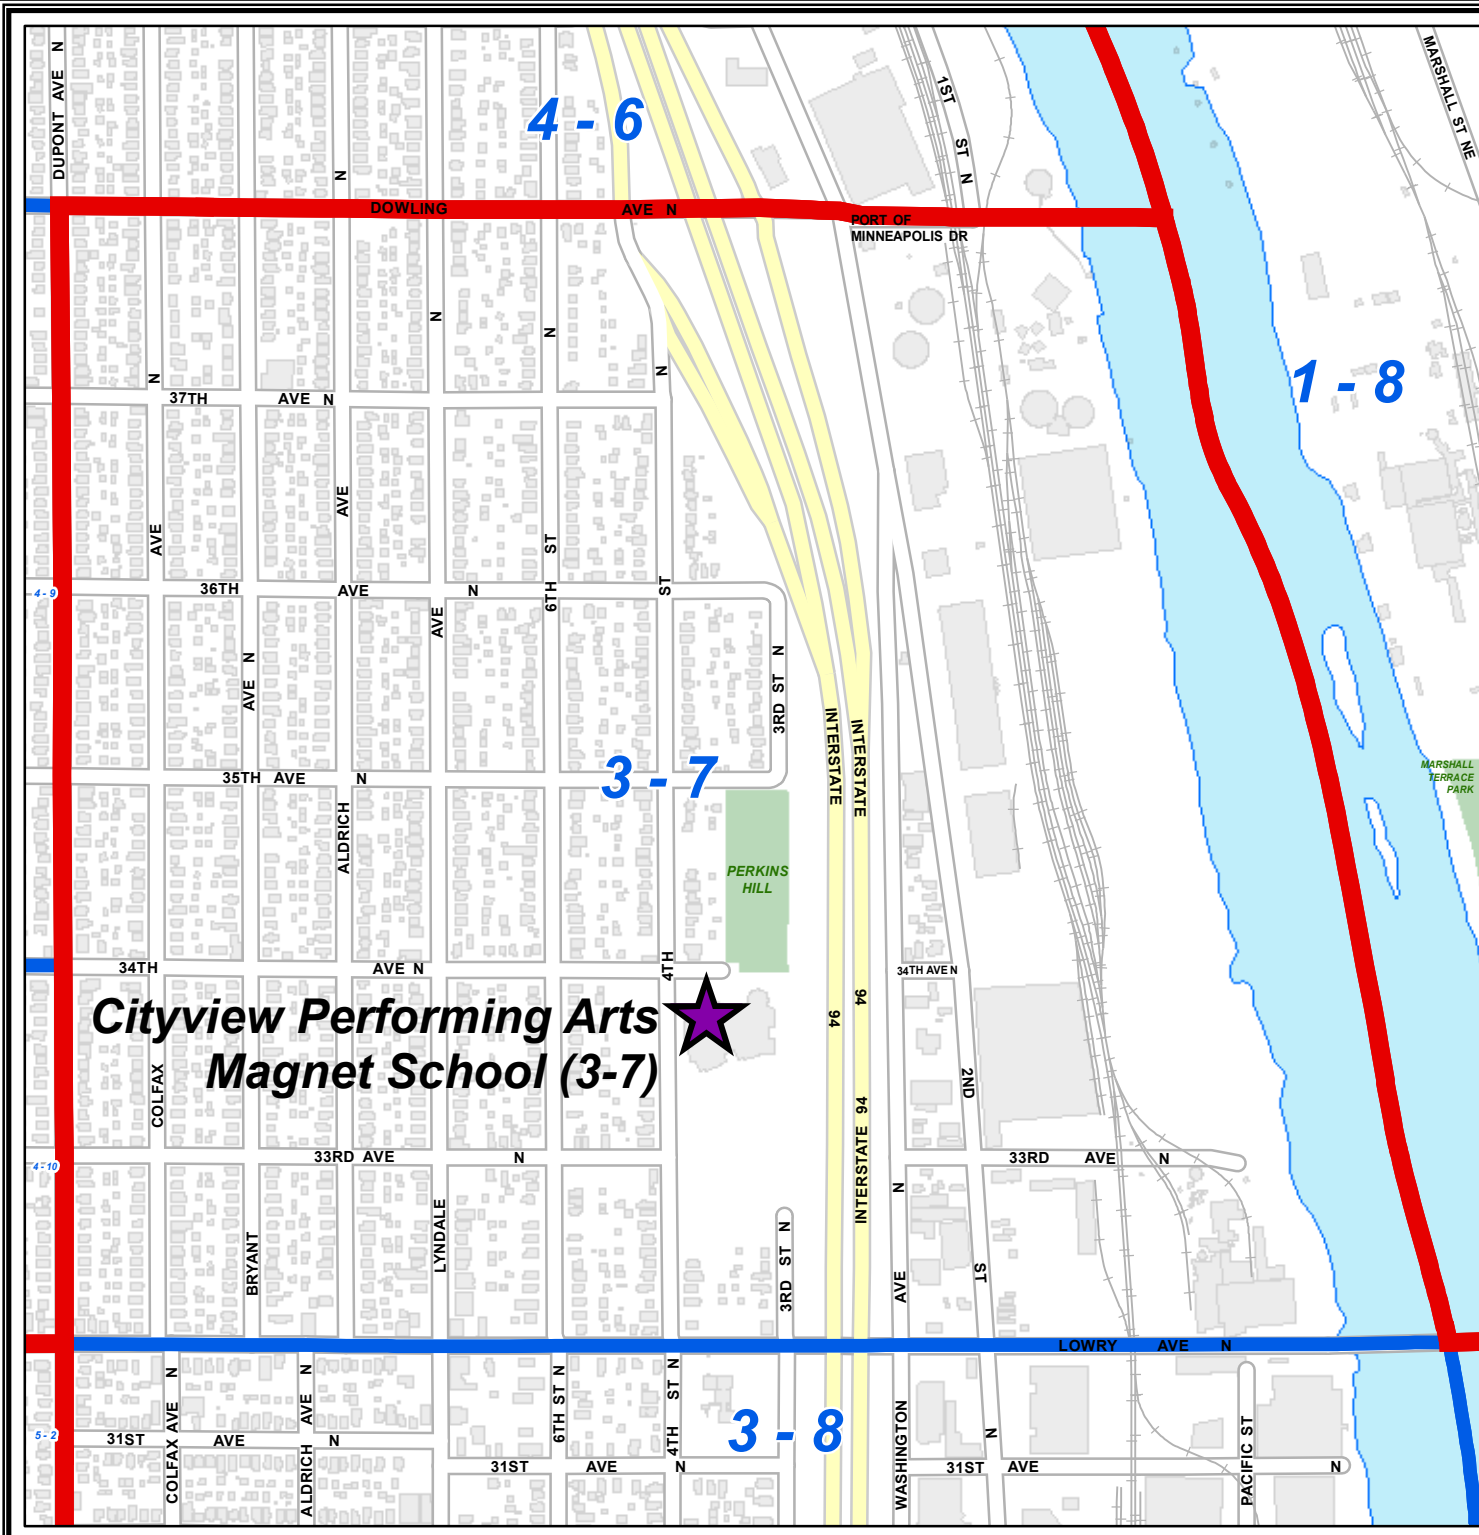 DUPONT AVE N
4 - 6
1ST ST N
MARSHALL ST NE
N
DOWLING AVE N
PORT OF
MINNEAPOLIS DR
N
N
N
N
1 - 8
37TH AVE N
AVE
AVE
6TH ST
ST
36TH AVE N
4 - 9
AVE
AVE N
3RD ST N
INTERSTATE 94
INTERSTATE 94
35TH AVE N
3 - 7
MARSHALL
TERRACE
PARK
ALDRICH
PERKINS
HILL
34TH AVE N
4TH
34TH AVE N
Cityview Performing Arts
Magnet School (3-7)
COLFAX
2ND
INTERSTATE 94
4 - 10
33RD AVE N
33RD AVE N
BRYANT
LYNDALE
3RD ST N
AVE N
ST
LOWRY AVE N
COLFAX AVE N
ALDRICH AVE N
6TH ST N
4TH ST N
3 - 8
WASHINGTON
N
PACIFIC ST
5 - 2
31ST AVE N
31ST AVE N
31ST AVE N